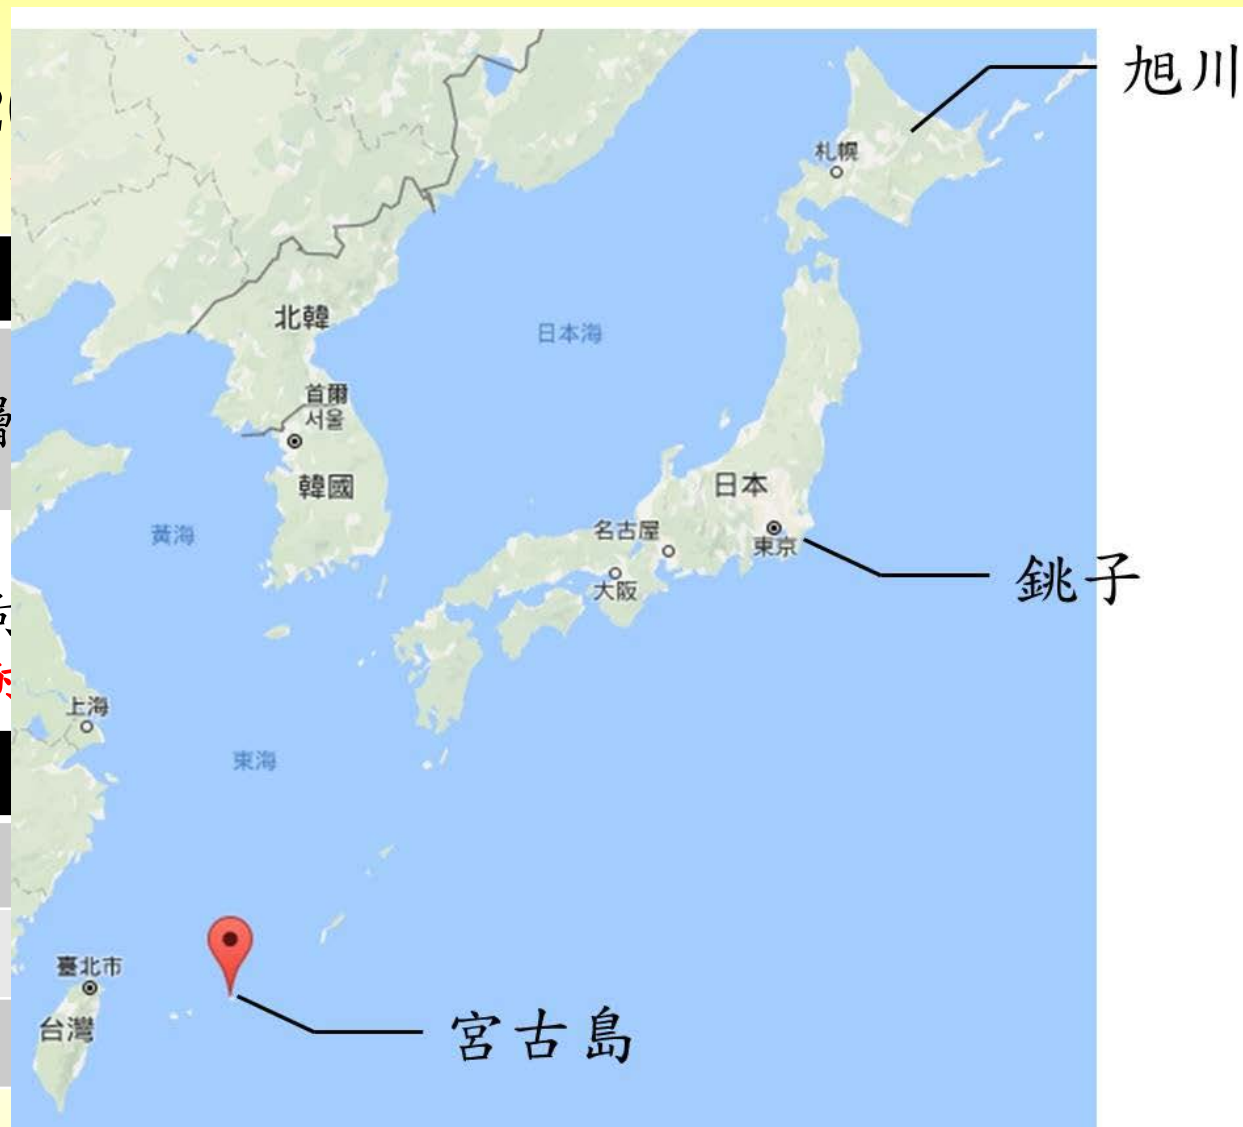 旭川
札幌
北韓
日本海
首爾
서울
韓國
日本
黃海
名古屋
東京
大阪
銚子
上海
東海
臺北市
台灣
宮古島